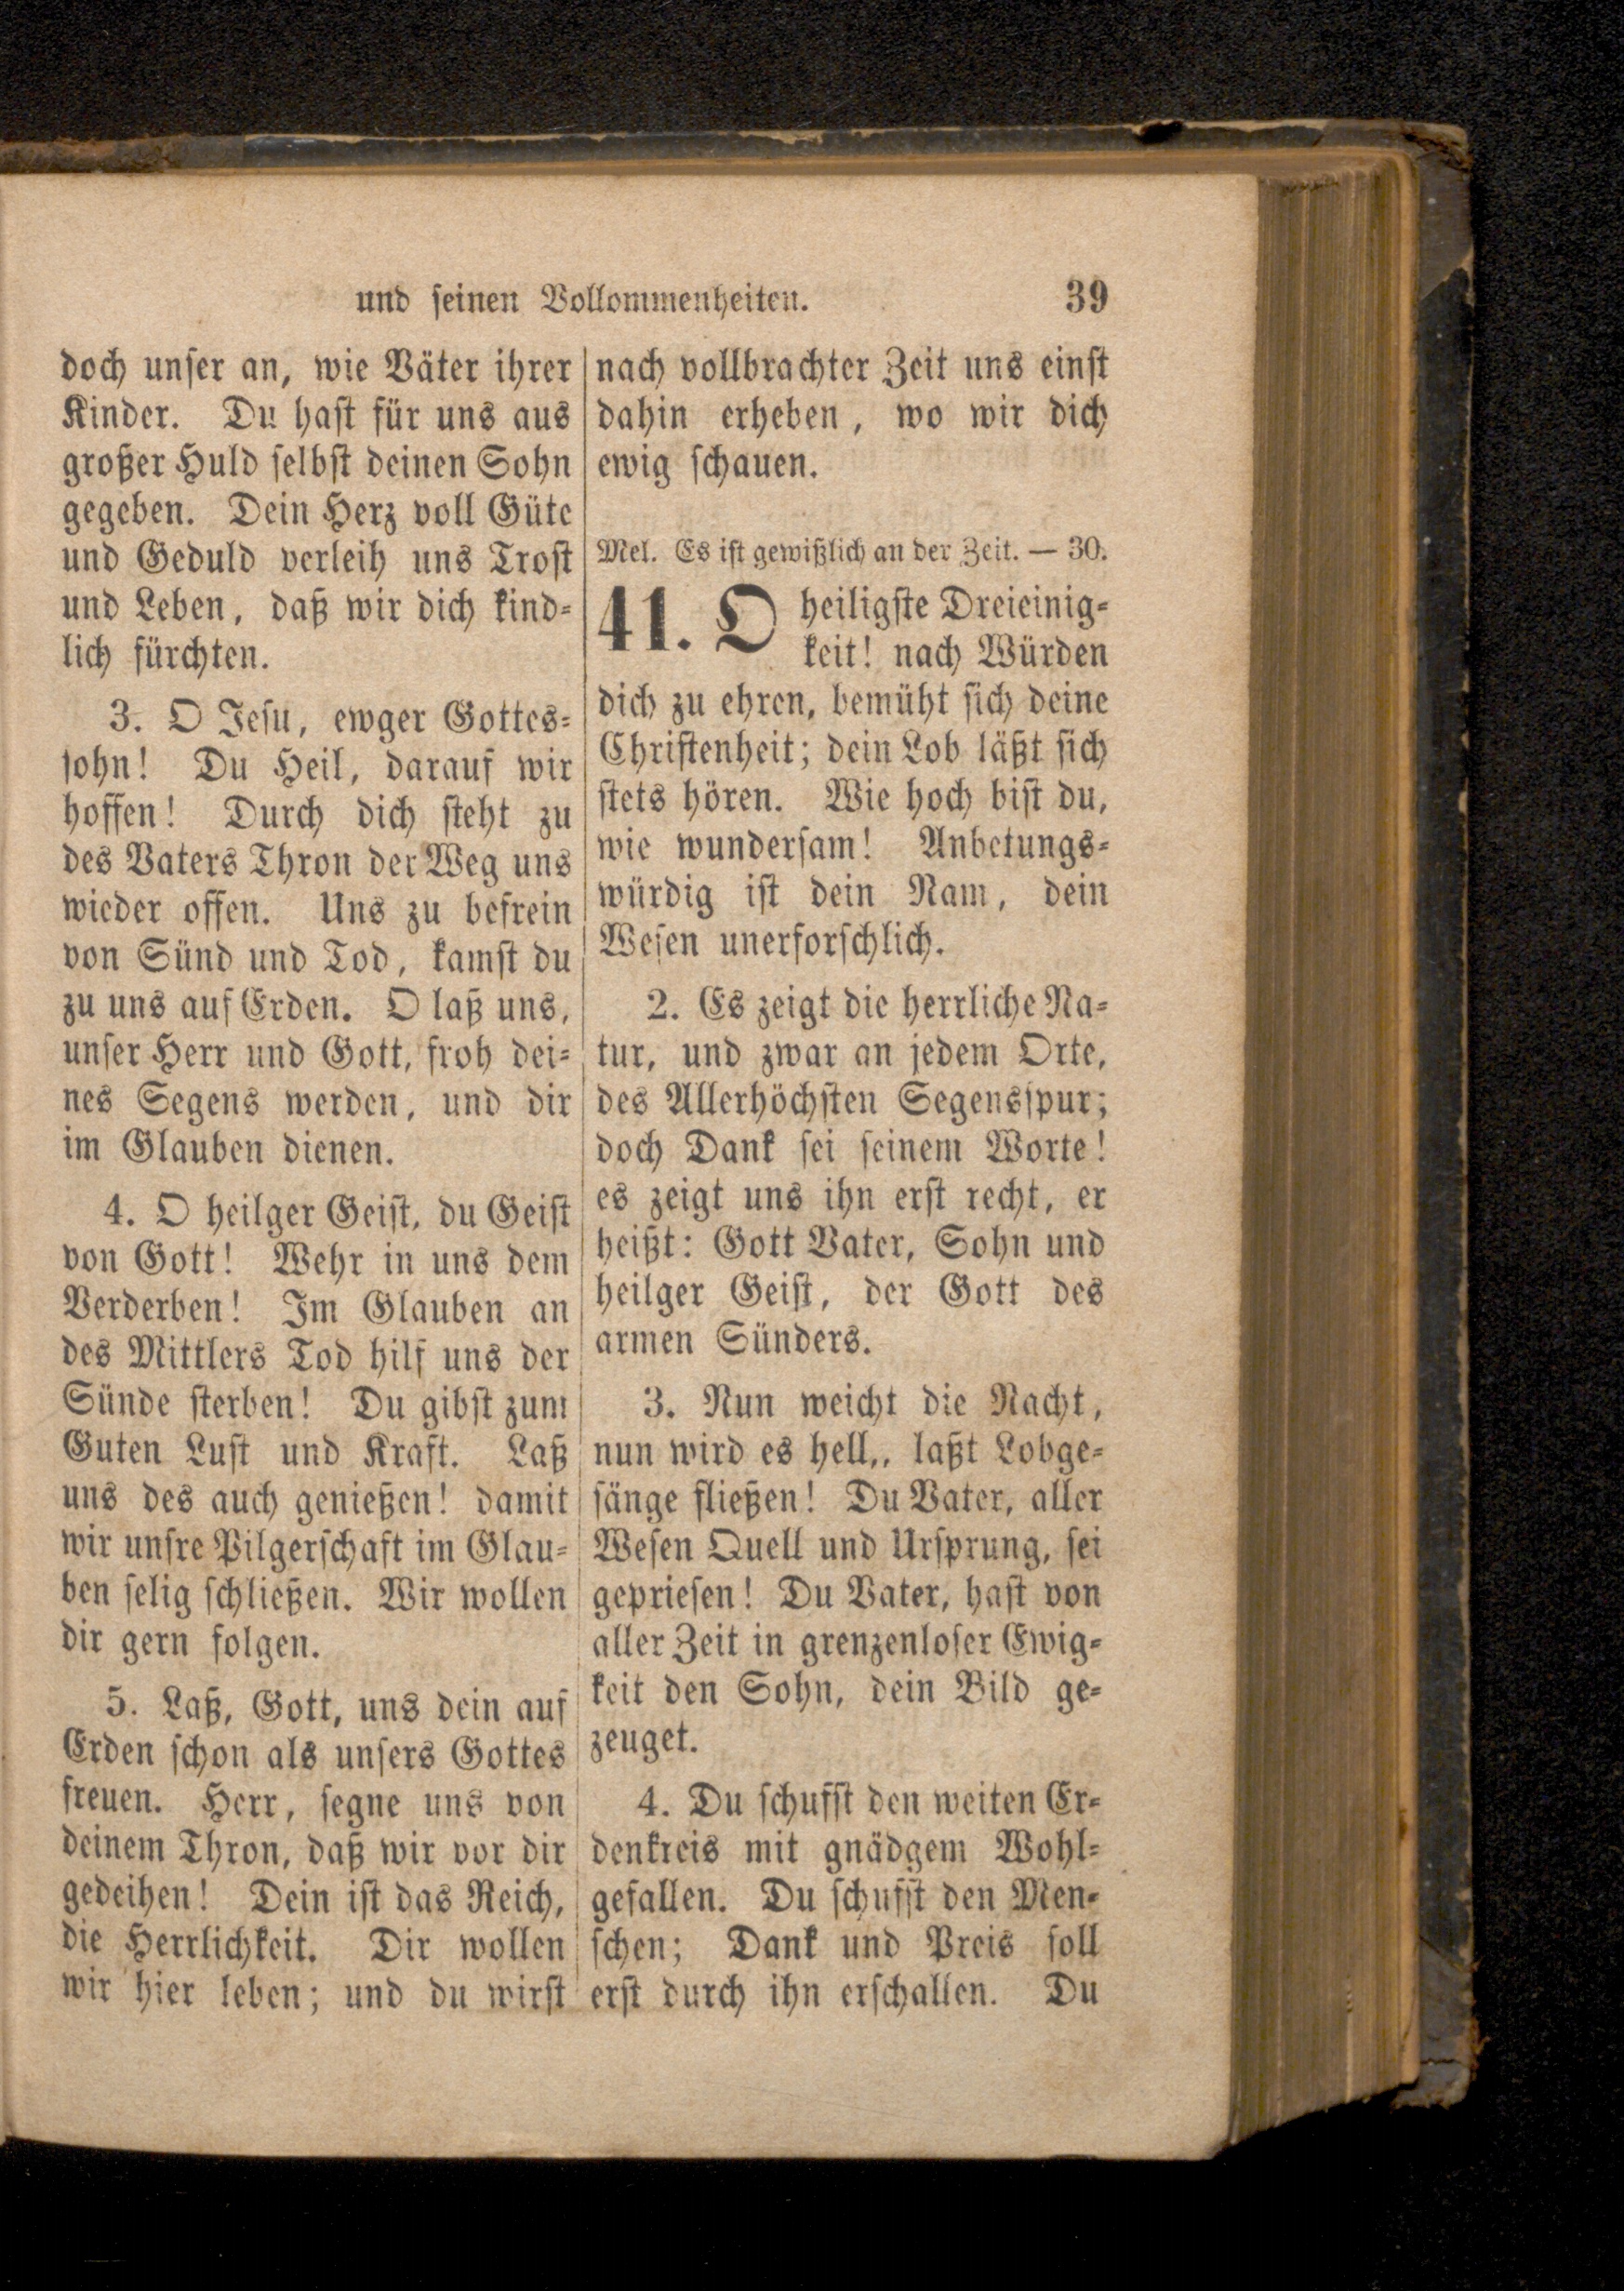 und seinen Vollommenheiten. 39
doch unser an, wie Väter ihrer
Kinder. Du hast für uns aus
großer Huld selbst deinen Sohn
gegeben. Dein Herz voll Güte
und Geduld verleih uns Trost
und Leben, daß wir dich kind-
lich fürchten.
3. O Jesu, ewger Gottes-
sohn! Du Heil, darauf wir
hoffen! Durch dich steht zu
des Vaters Thron der Weg uns
wieder offen. Uns zu befrein
von Sünd und Tod, kamst du
zu uns auf Erden. O laß uns,
unser Herr und Gott, froh dei-
nes Segens werden, und dir
im Glauben dienen.
4. O heilger Geist, du Geist
von Gott! Wehr in uns dem
Verderben! Im Glauben an
des Mittlers Tod hilf uns der
Sünde sterben! Du gibst zum
Guten Lust und Kraft. Laß
uns des auch genießen! damit
wir unsre Pilgerschaft im Glau-
ben selig schließen. Wir wollen
dir gern folgen.
5. Laß, Gott, uns dein auf
Erden schon als unsers Gottes
freuen. Herr, segne uns von
deinem Thron, daß wir vor dir
gedeihen! Dein ist das Reich,
die Herrlichkeit. Dir wollen
wir hier leben; und du wirst
nach vollbrachter Zeit uns einst
dahin erheben, wo wir dich
ewig schauen.
Mel. Es ist gewißlich an der Zeit. — 30.
41. O heiligste Dreieinig-
keit! nach Würden
dich zu ehren, bemüht sich deine
Christenheit; dein Lob läßt sich
stets hören. Wie hoch bist du,
wie wundersam! Anbetungs-
würdig ist dein Nam, dein
Wesen unerforschlich.
2. Es zeigt die herrliche Na-
tur, und zwar an jedem Orte,
des Allerhöchsten Segensspur;
doch Dank sei seinem Worte!
es zeigt uns ihn erst recht, er
heißt: Gott Vater, Sohn und
heilger Geist, der Gott des
armen Sünders.
3. Nun weicht die Nacht,
nun wird es hell,, laßt Lobge-
sänge fließen! Du Vater, aller
Wesen Quell und Ursprung, sei
gepriesen! Du Vater, hast von
aller Zeit in grenzenloser Ewig-
keit den Sohn, dein Bild ge-
zeuget.
4. Du schufst den weiten Er-
denkreis mit gnädgem Wohl-
gefallen. Du schufst den Men-
schen; Dank und Preis soll
erst durch ihn erschallen. Du